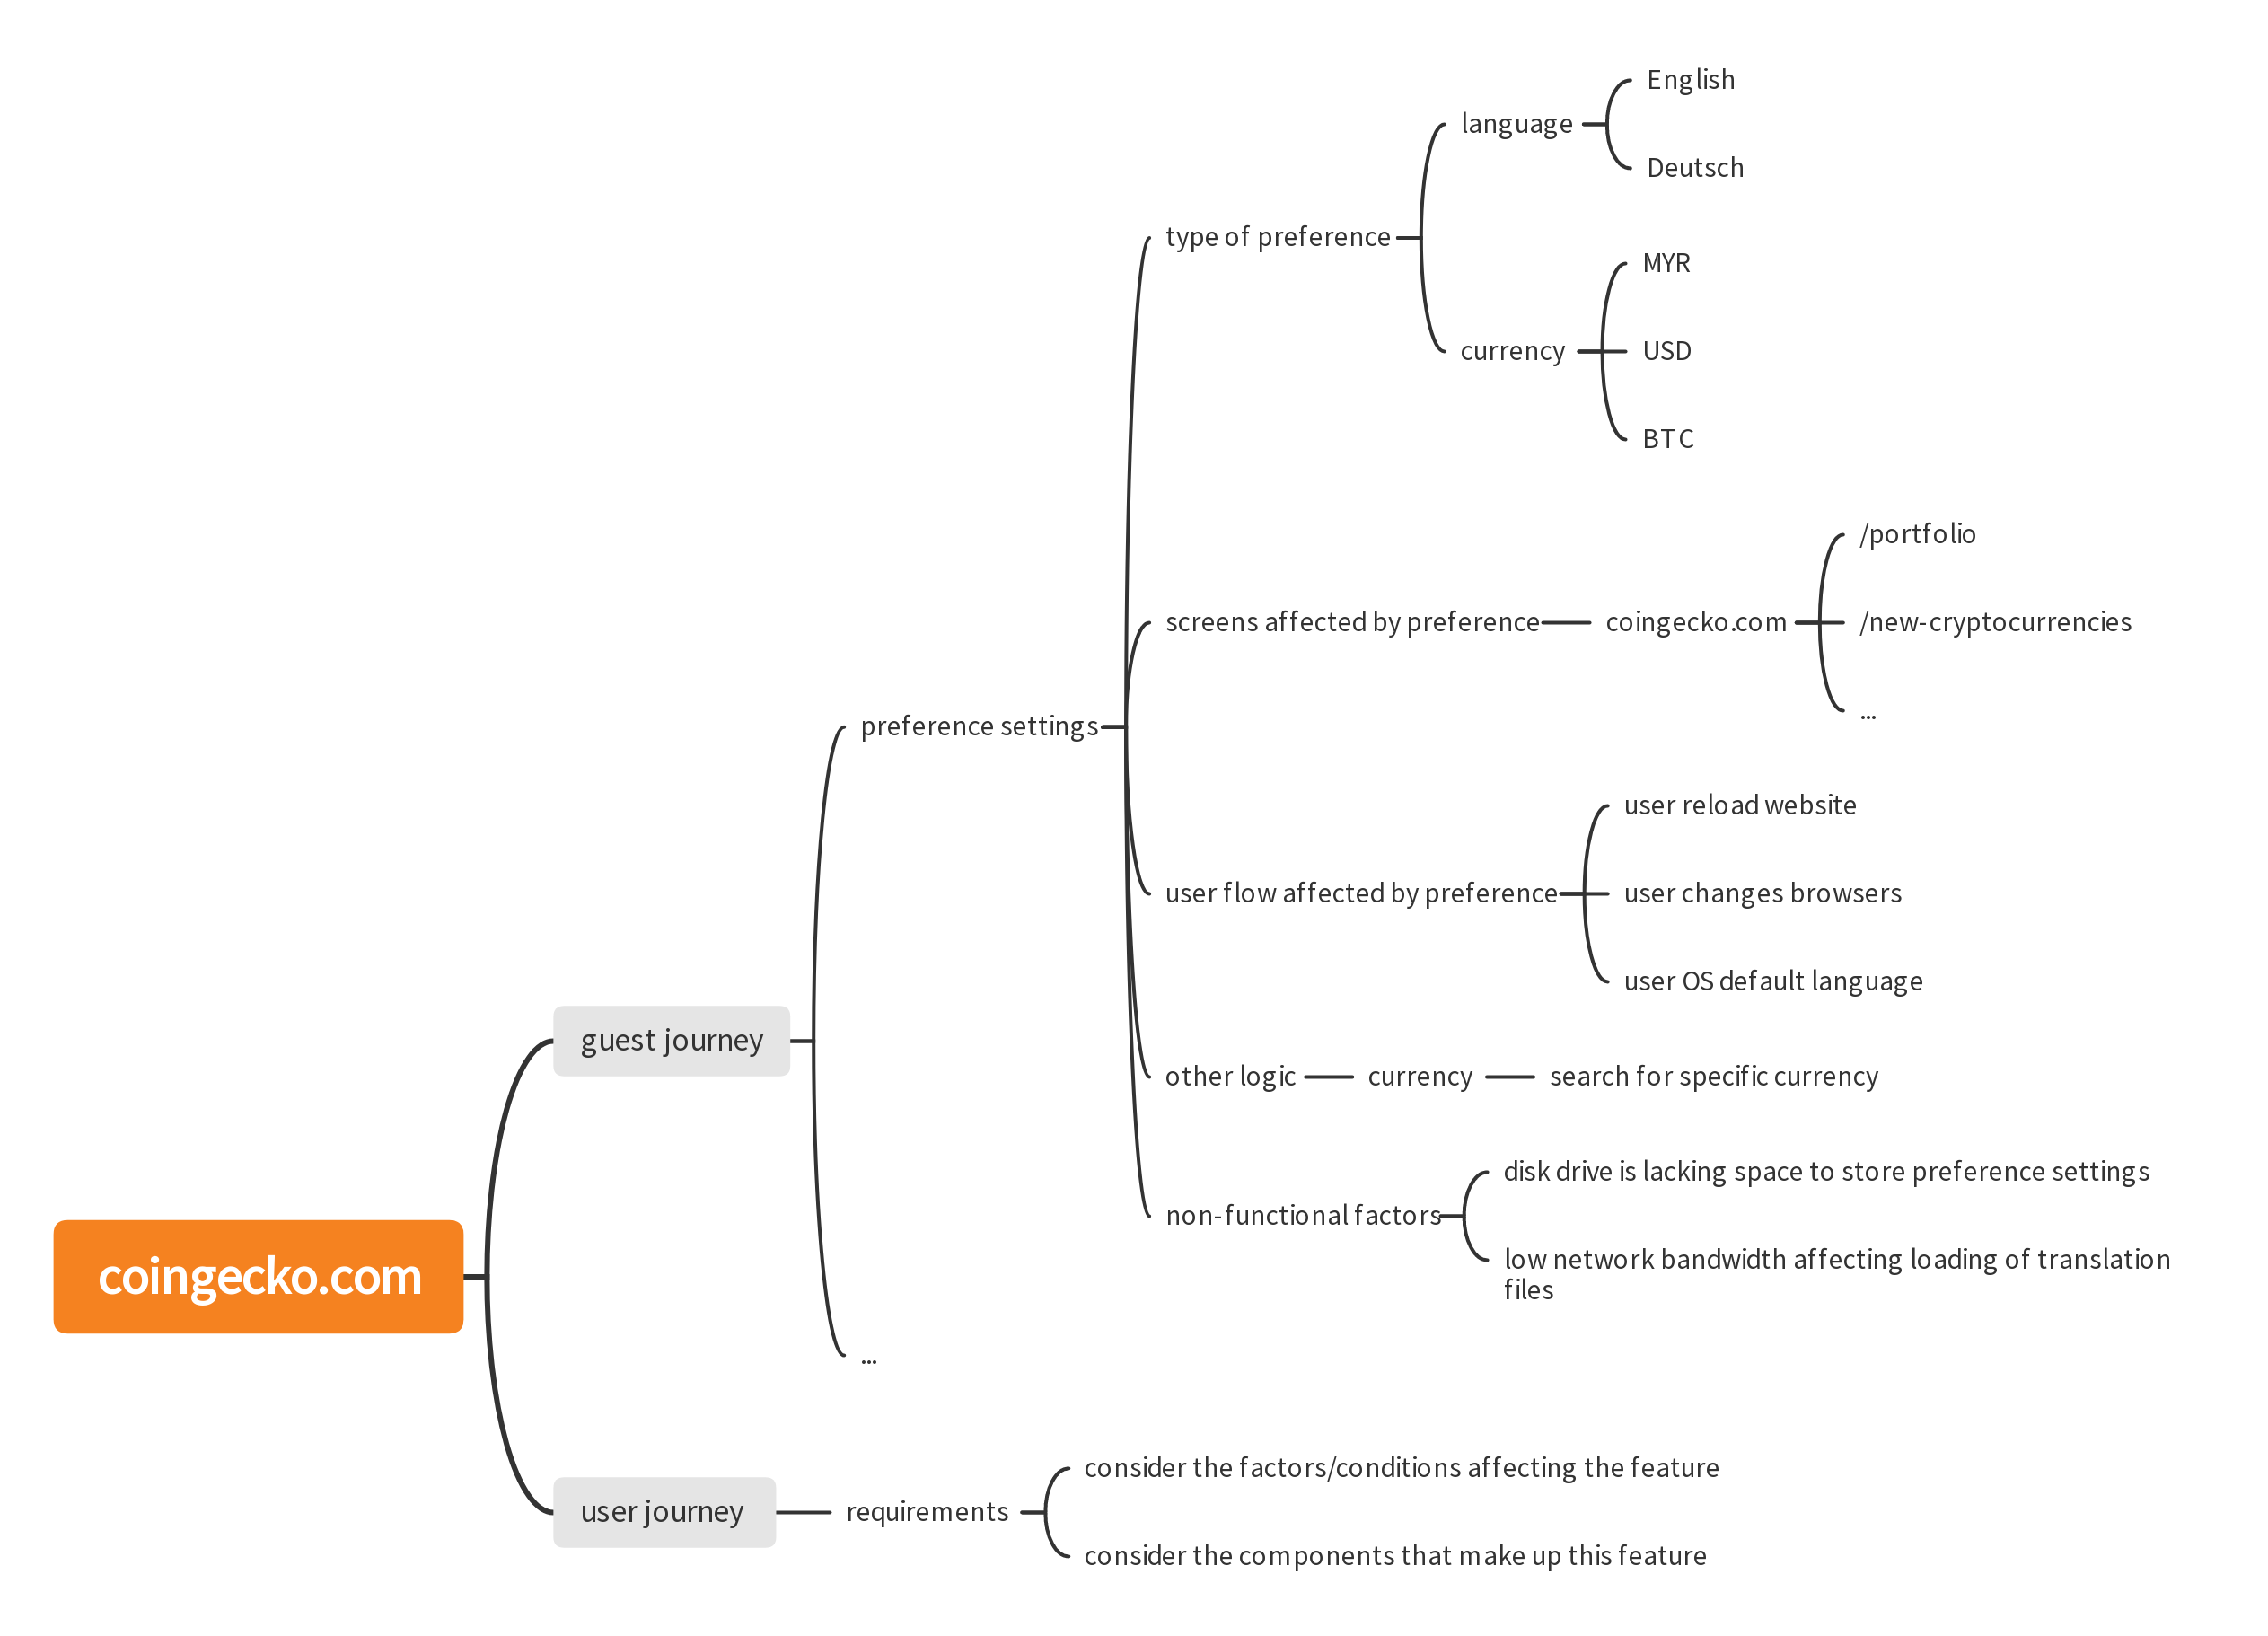 English
language
Deutsch
type of preference
MYR
currency
USD
BTC
/portfolio
screens affected by preference
coingecko.com
/new-cryptocurrencies
...
preference settings
user reload website
user flow affected by preference
user changes browsers
user OS default language
guest journey
other logic
currency
search for specific currency
disk drive is lacking space to store preference settings
non-functional factors
low network bandwidth affecting loading of translation
files
coingecko.com
...
consider the factors/conditions affecting the feature
user journey
requirements
consider the components that make up this feature